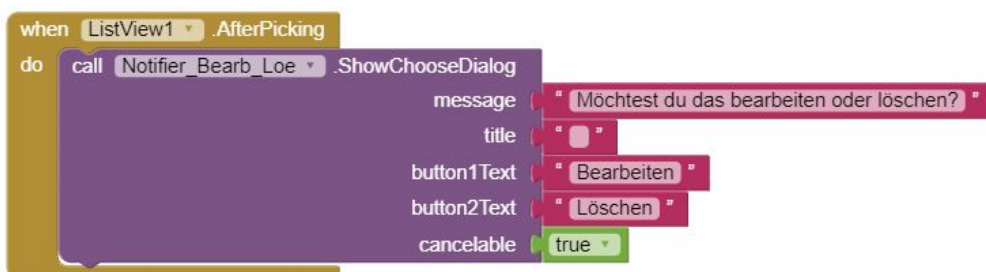 when ListView1 .AfterPicking
do call Notifier_Bearb_Loe .ShowChooseDialog
message " Möchtest du das bearbeiten oder löschen? "
title " "
button1Text " Bearbeiten "
button2Text " Löschen "
cancelable true